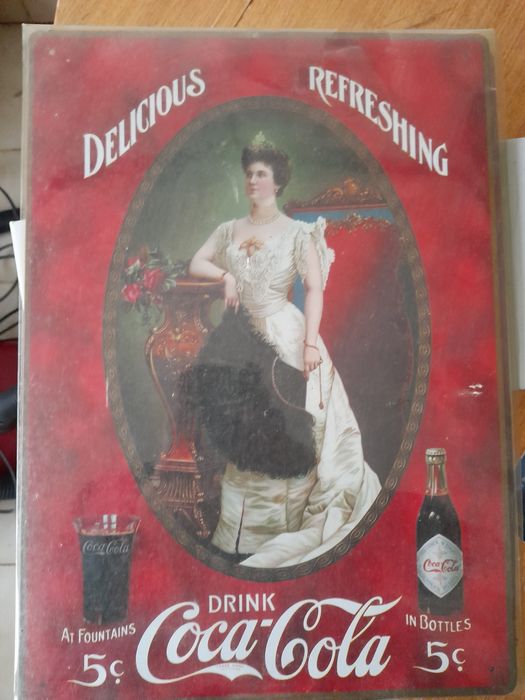 DELICIOUS
REFRESHING
Coca-Cola
Coca-Cola
DRINK
Coca-Cola
AT FOUNTAINS
5¢
IN BOTTLES
5¢